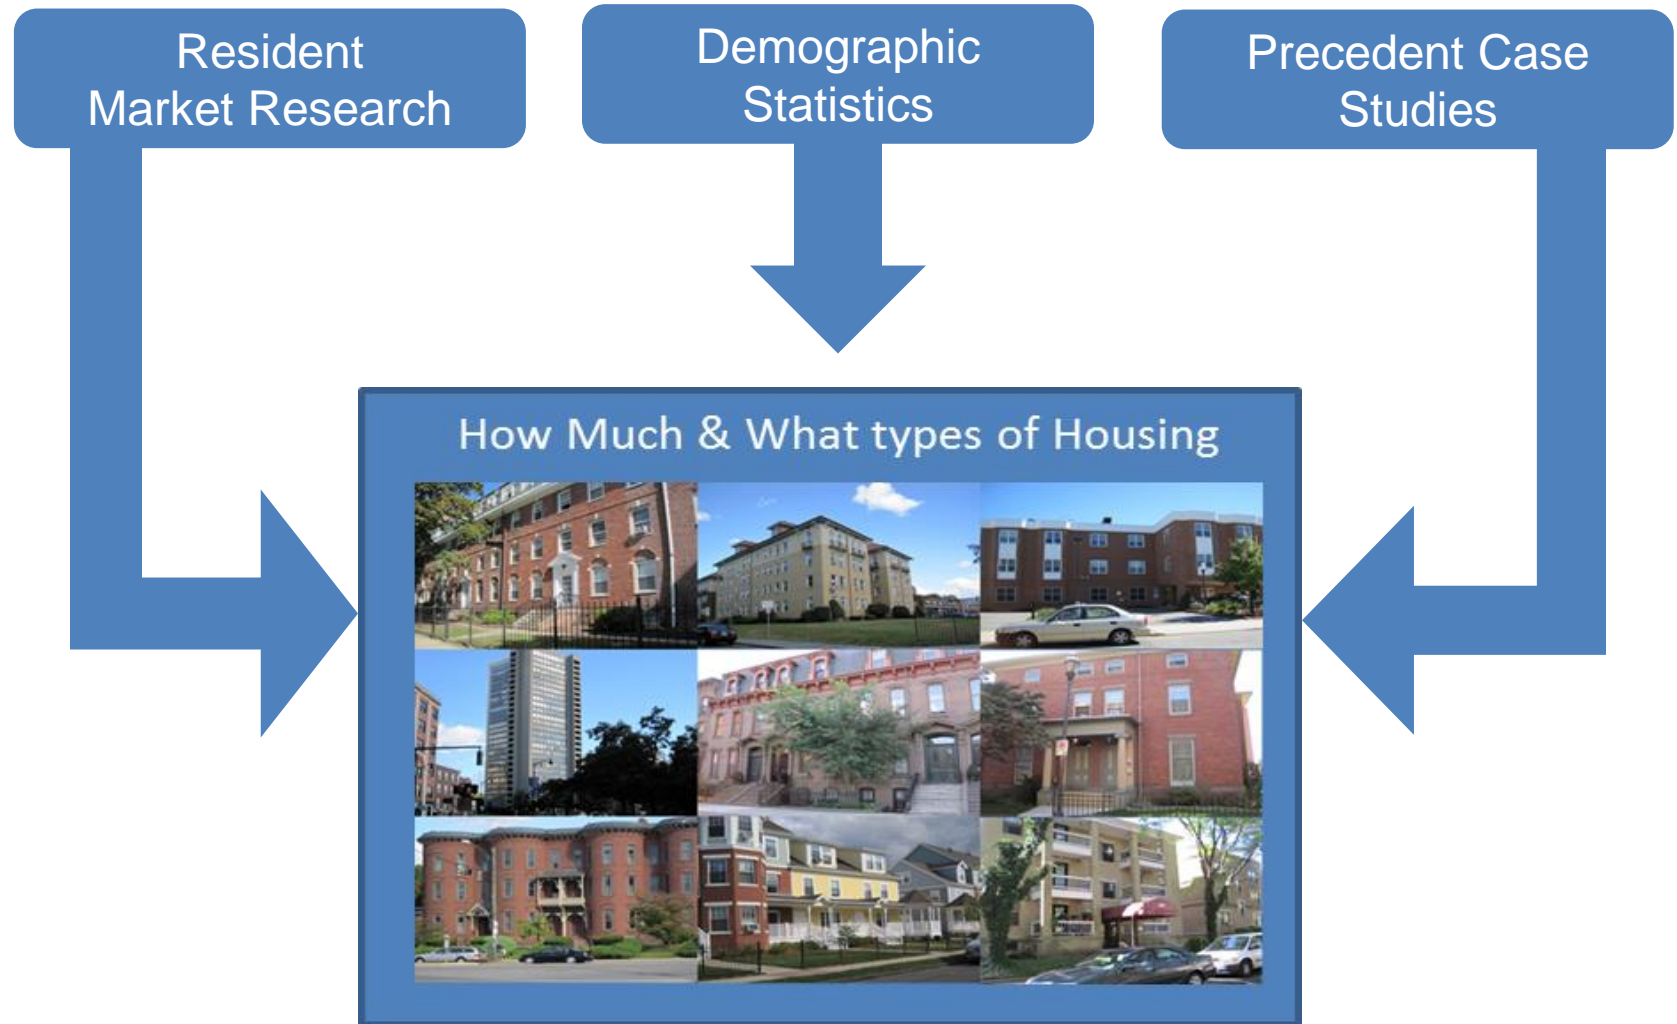 Resident
Market Research
Demographic
Statistics
Precedent Case
Studies
How Much & What types of Housing